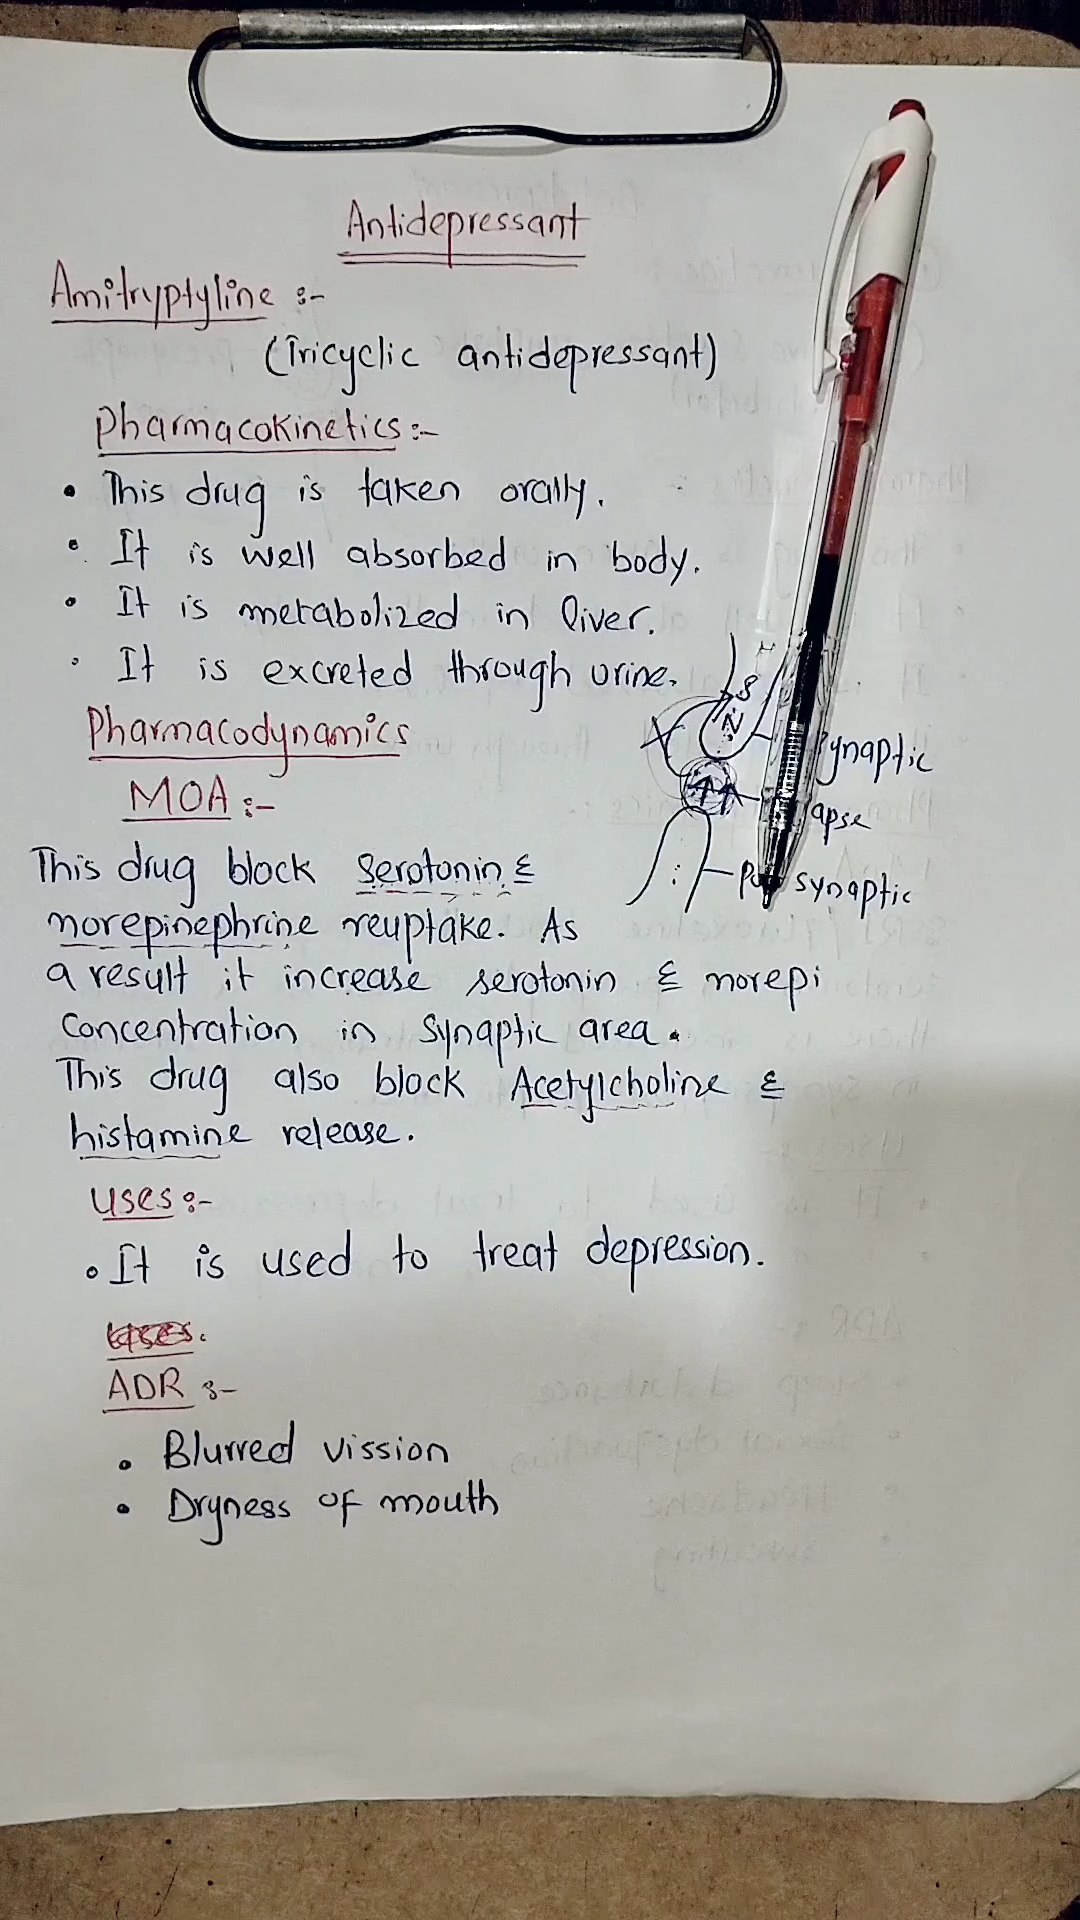 Antidepressant
Amitryptyline :-
(Tricyclic antidepressant)
Pharmacokinetics :-
• This drug is taken orally.
• It is well absorbed in body.
• It is metabolized in liver.
• It is excreted through urine.
Pharmacodynamics
MOA :-
S
N
ynaptic
apse
synaptic
This drug block Serotonin &
norepinephrine reuptake. As
a result it increase serotonin & norepi
Concentration in synaptic area.
This drug also block Acetylcholine &
histamine release.
Uses :-
• It is used to treat depression.
Uses.
ADR :-
• Blurred vission
• Dryness of mouth